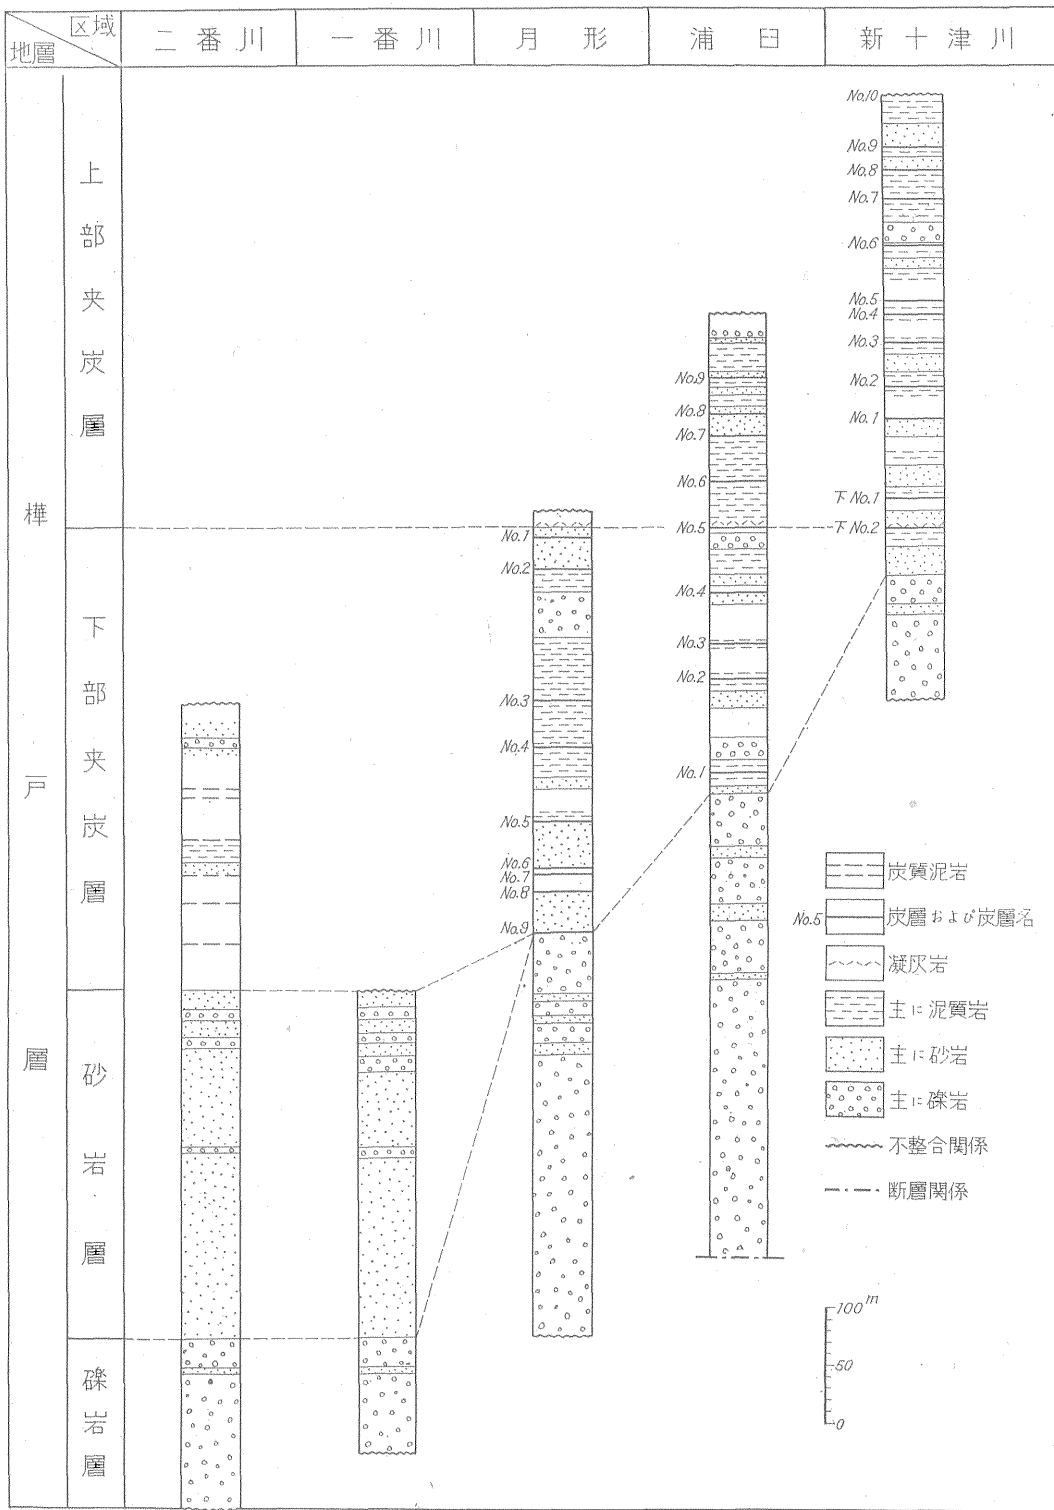 区域
地層
二番川
一番川
月形
浦臼
新十津川
樺戸層
上部夾炭層
下部夾炭層
砂岩層
礫岩層
No.1
No.2
No.3
No.4
No.5
No.6
No.7
No.8
No.9
No.9
No.8
No.7
No.6
No.5
No.4
No.3
No.2
No.1
No.10
No.9
No.8
No.7
No.6
No.5
No.4
No.3
No.2
No.1
下No.1
下No.2
炭質泥岩
No.5 炭層および炭層名
凝灰岩
主に泥質岩
主に砂岩
主に礫岩
不整合関係
断層関係
100m
50
0